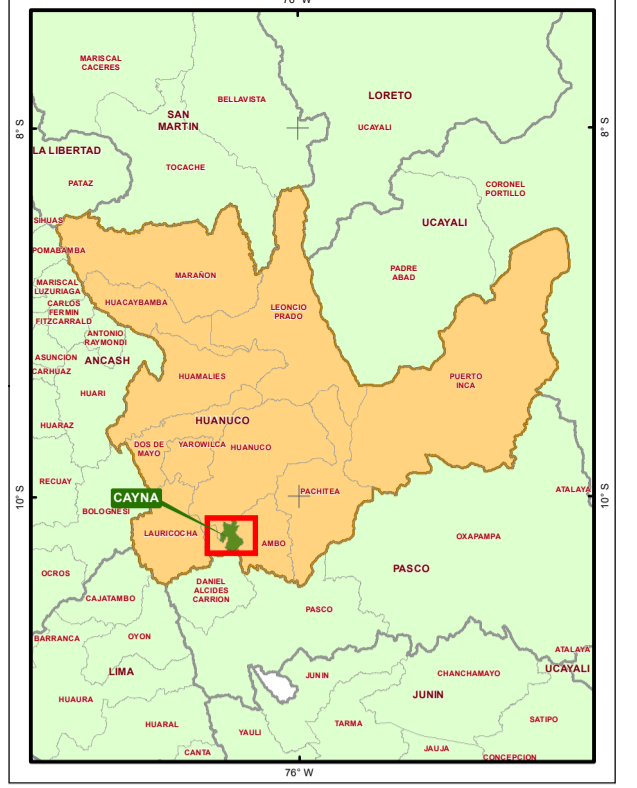 76° W
MARISCAL
CACERES
LORETO
BELLAVISTA
SAN
MARTIN
UCAYALI
8° S
8° S
LA LIBERTAD
TOCACHE
PATAZ
CORONEL
PORTILLO
SIHUAS
UCAYALI
POMABAMBA
PADRE
ABAD
MARAÑON
MARISCAL
LUZURIAGA
HUACAYBAMBA
CARLOS
FERMIN
FITZCARRALD
LEONCIO
PRADO
ANTONIO
RAYMONDI
ASUNCION
ANCASH
CARHUAZ
HUAMALIES
PUERTO
INCA
HUARI
HUARAZ
HUANUCO
DOS DE
MAYO
YAROWILCA
HUANUCO
RECUAY
PACHITEA
ATALAYA
10° S
10° S
CAYNA
BOLOGNESI
LAURICOCHA
AMBO
OXAPAMPA
OCROS
DANIEL
ALCIDES
CARRION
PASCO
CAJATAMBO
PASCO
BARRANCA
OYON
ATALAYA
UCAYALI
LIMA
JUNIN
CHANCHAMAYO
JUNIN
HUAURA
SATIPO
HUARAL
YAULI
TARMA
JAUJA
CANTA
CONCEPCION
76° W